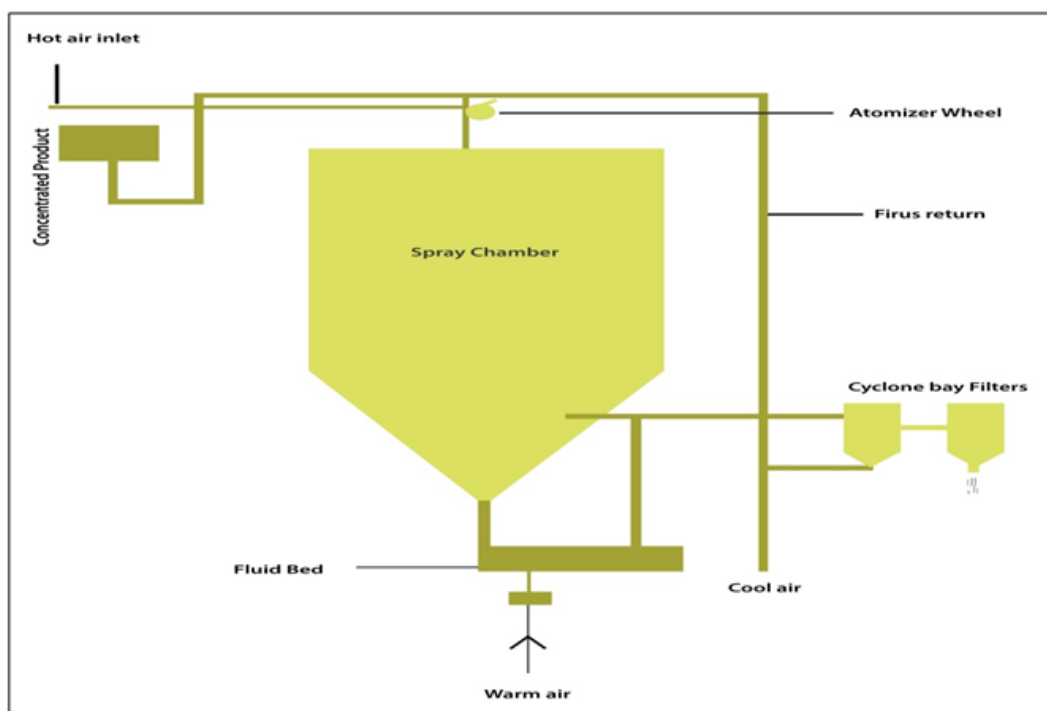 Hot air inlet
Concentrated Product
Atomizer Wheel
Firus return
Spray Chamber
Cyclone bay Filters
Fluid Bed
Cool air
Warm air